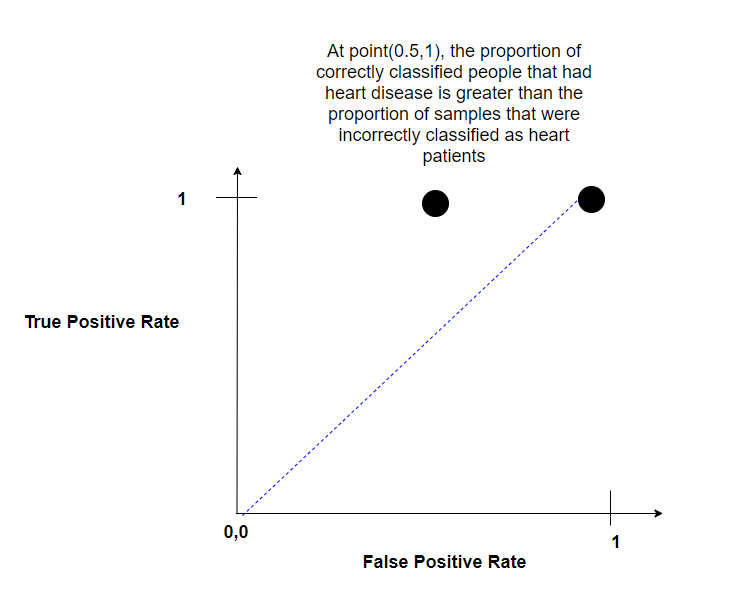 At point(0.5,1), the proportion of
correctly classified people that had
heart disease is greater than the
proportion of samples that were
incorrectly classified as heart
patients
1
True Positive Rate
0,0
1
False Positive Rate